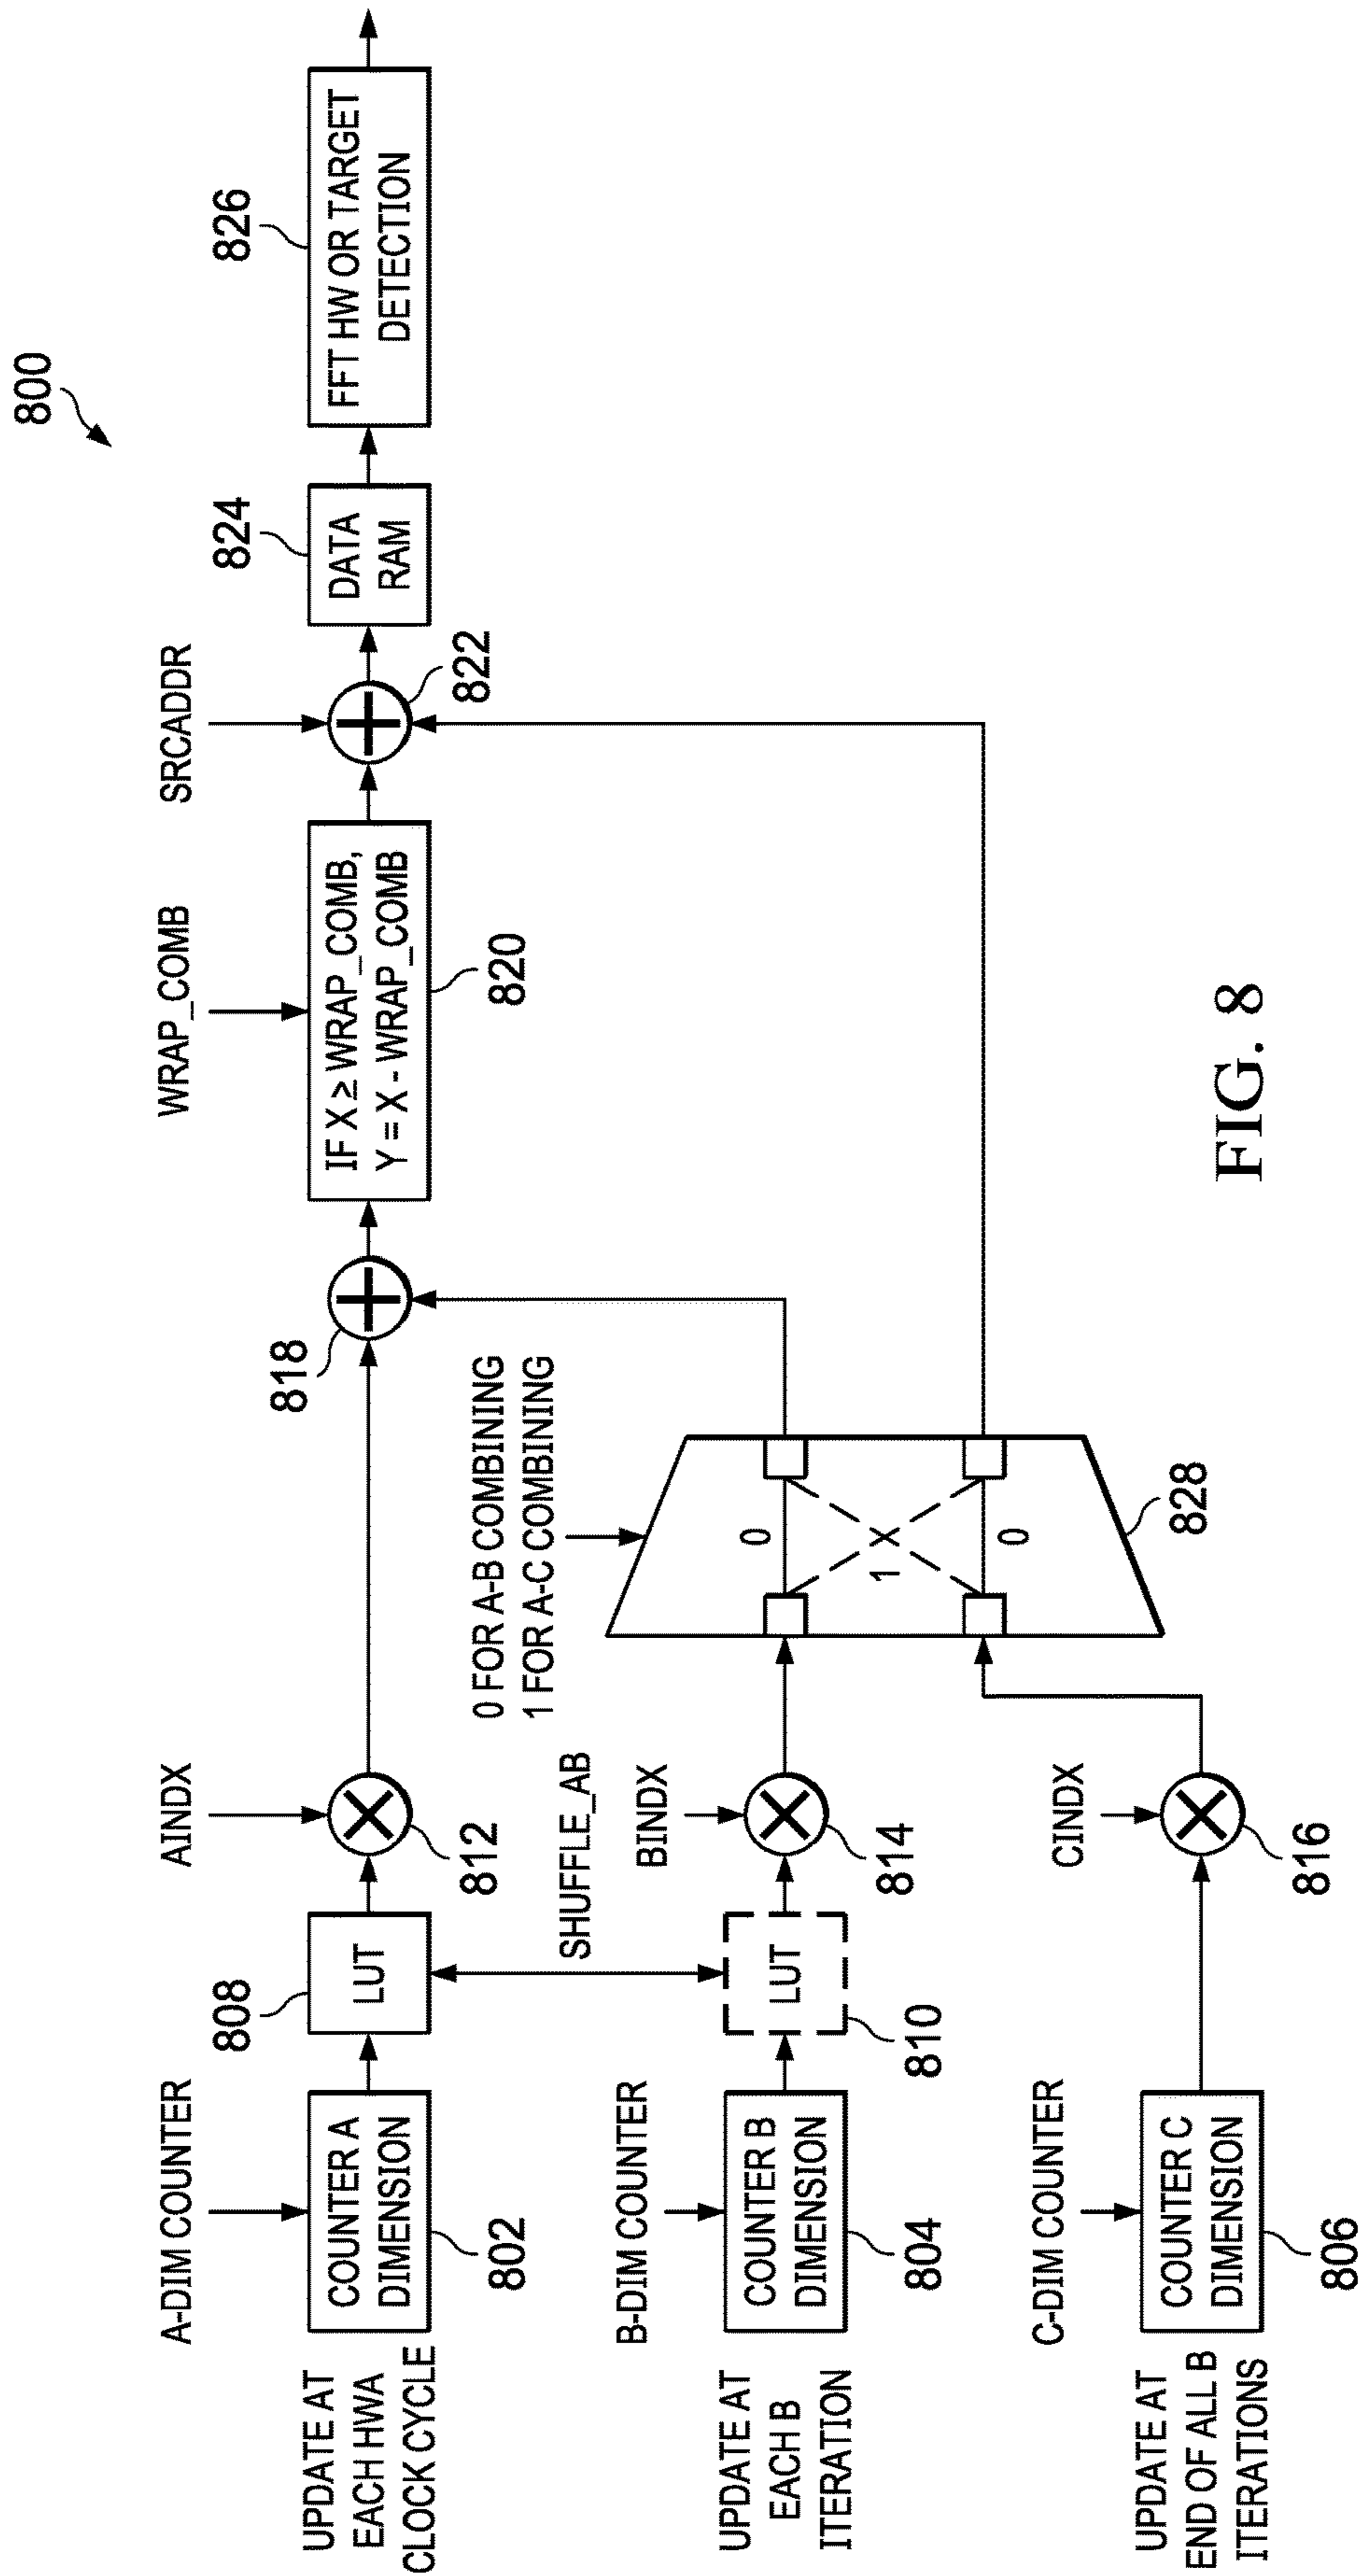 800
UPDATE AT
EACH HWA
CLOCK CYCLE
A-DIM COUNTER
COUNTER A
DIMENSION
802
808
LUT
AINDX
812
818
WRAP_COMB
IF X ≥ WRAP_COMB,
Y = X - WRAP_COMB
820
SRCADDR
822
824
DATA
RAM
826
FFT HW OR TARGET
DETECTION
SHUFFLE_AB
0 FOR A-B COMBINING
1 FOR A-C COMBINING
UPDATE AT
EACH B
ITERATION
B-DIM COUNTER
COUNTER B
DIMENSION
804
LUT
810
BINDX
814
0
1
0
828
UPDATE AT
END OF ALL B
ITERATIONS
C-DIM COUNTER
COUNTER C
DIMENSION
806
CINDX
816
FIG. 8